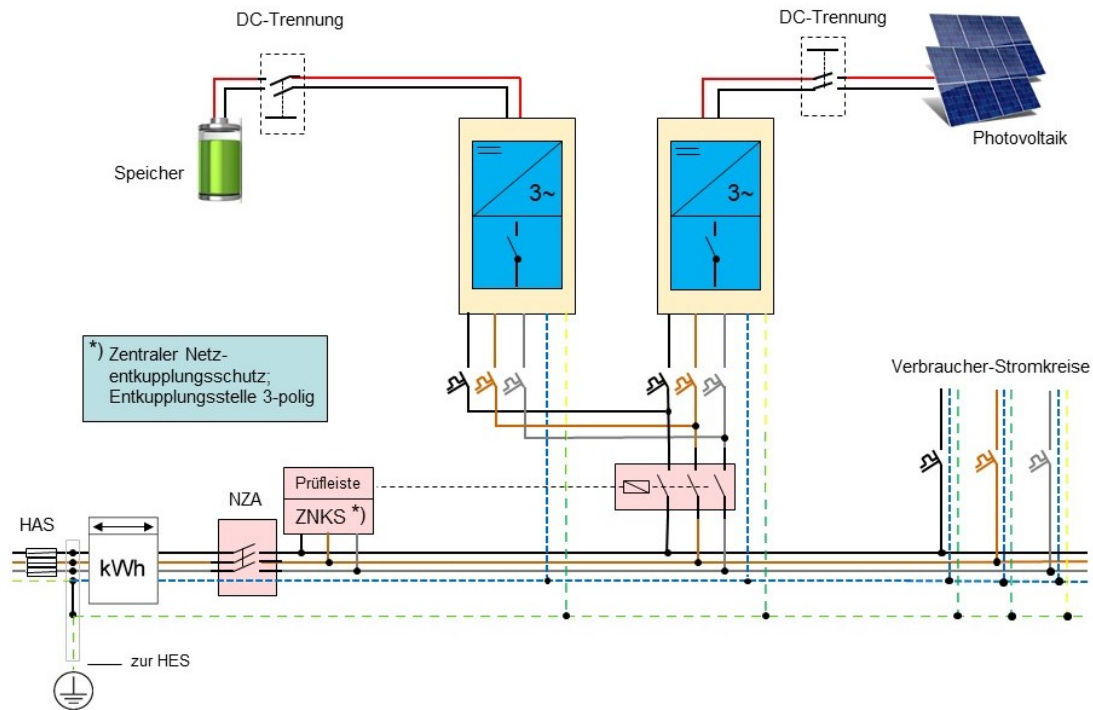 DC-Trennung
DC-Trennung
Speicher
Photovoltaik
3~
3~
*) Zentraler Netz-
entkupplungsschutz;
Entkupplungsstelle 3-polig
Verbraucher-Stromkreise
HAS
NZA
Prüfleiste
ZNKS *)
kWh
zur HES